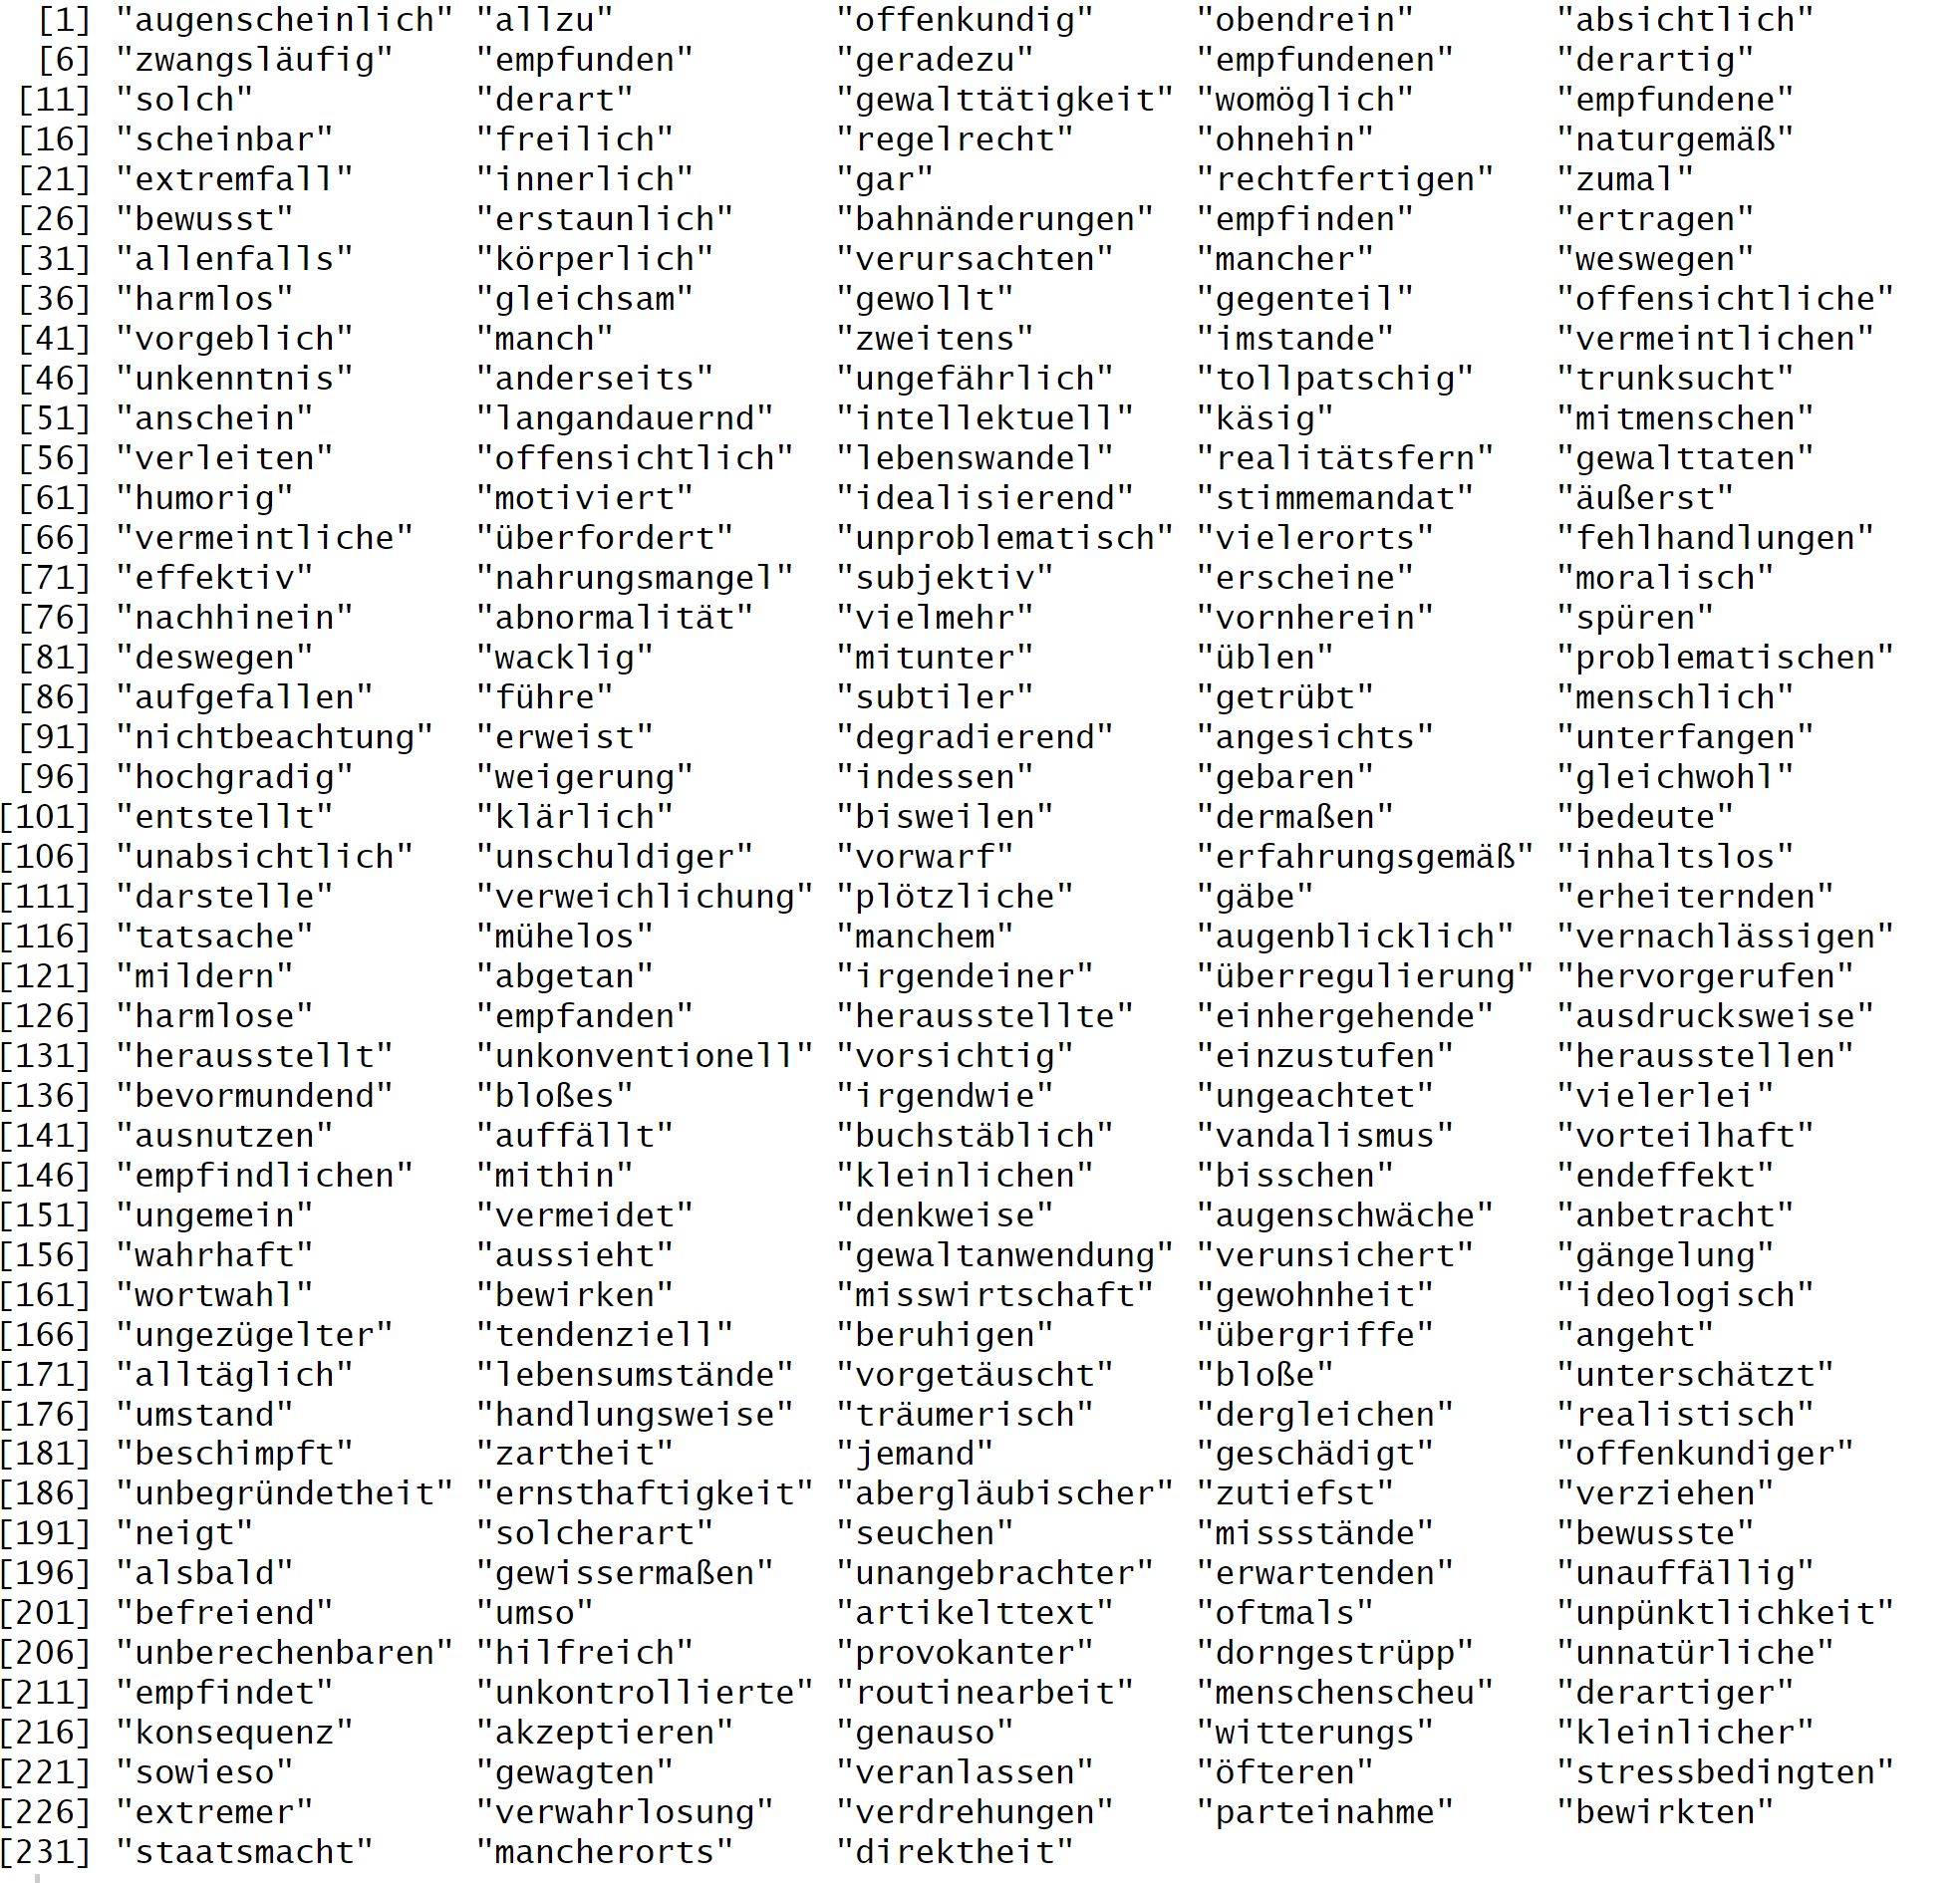 [1] "augenscheinlich" "allzu" "offenkundig" "obendrein" "absichtlich"
[6] "zwangsläufig" "empfunden" "geradezu" "empfundenen" "derartig"
[11] "solch" "derart" "gewalttätigkeit" "womöglich" "empfundene"
[16] "scheinbar" "freilich" "regelrecht" "ohnehin" "naturgemäß"
[21] "extremfall" "innerlich" "gar" "rechtfertigen" "zumal"
[26] "bewusst" "erstaunlich" "bahnänderungen" "empfinden" "ertragen"
[31] "allenfalls" "körperlich" "verursachten" "mancher" "weswegen"
[36] "harmlos" "gleichsam" "gewollt" "gegenteil" "offensichtliche"
[41] "vorgeblich" "manch" "zweitens" "imstande" "vermeintlichen"
[46] "unkenntnis" "anderseits" "ungefährlich" "tollpatschig" "trunksucht"
[51] "anschein" "langandauernd" "intellektuell" "käsig" "mitmenschen"
[56] "verleiten" "offensichtlich" "lebenswandel" "realitätsfern" "gewalttaten"
[61] "humorig" "motiviert" "idealisierend" "stimmemandat" "äußerst"
[66] "vermeintliche" "überfordert" "unproblematisch" "vielerorts" "fehlhandlungen"
[71] "effektiv" "nahrungsmangel" "subjektiv" "erscheine" "moralisch"
[76] "nachhinein" "abnormalität" "vielmehr" "vornherein" "spüren"
[81] "deswegen" "wacklig" "mitunter" "üblen" "problematischen"
[86] "aufgefallen" "führe" "subtiler" "getrübt" "menschlich"
[91] "nichtbeachtung" "erweist" "degradierend" "angesichts" "unterfangen"
[96] "hochgradig" "weigerung" "indessen" "gebaren" "gleichwohl"
[101] "entstellt" "klärlich" "bisweilen" "dermaßen" "bedeute"
[106] "unabsichtlich" "unschuldiger" "vorwarf" "erfahrungsgemäß" "inhaltslos"
[111] "darstelle" "verweichlichung" "plötzliche" "gäbe" "erheiternden"
[116] "tatsache" "mühelos" "manchem" "augenblicklich" "vernachlässigen"
[121] "mildern" "abgetan" "irgendeiner" "überregulierung" "hervorgerufen"
[126] "harmlose" "empfanden" "herausstellte" "einhergehende" "ausdrucksweise"
[131] "herausstellt" "unkonventionell" "vorsichtig" "einzustufen" "herausstellen"
[136] "bevormundend" "bloßes" "irgendwie" "ungeachtet" "vielerlei"
[141] "ausnutzen" "auffällt" "buchstäblich" "vandalismus" "vorteilhaft"
[146] "empfindlichen" "mithin" "kleinlichen" "bisschen" "endeffekt"
[151] "ungemein" "vermeidet" "denkweise" "augenschwäche" "anbetracht"
[156] "wahrhaft" "aussieht" "gewaltanwendung" "verunsichert" "gängelung"
[161] "wortwahl" "bewirken" "misswirtschaft" "gewohnheit" "ideologisch"
[166] "ungezügelter" "tendenziell" "beruhigen" "übergriffe" "angeht"
[171] "alltäglich" "lebensumstände" "vorgetäuscht" "bloße" "unterschätzt"
[176] "umstand" "handlungsweise" "träumerisch" "dergleichen" "realistisch"
[181] "beschimpft" "zartheit" "jemand" "geschädigt" "offenkundiger"
[186] "unbegründetheit" "ernsthaftigkeit" "abergläubischer" "zutiefst" "verziehen"
[191] "neigt" "solcherart" "seuchen" "missstände" "bewusste"
[196] "alsbald" "gewissermaßen" "unangebrachter" "erwartenden" "unauffällig"
[201] "befreiend" "umso" "artikelttext" "oftmals" "unpünktlichkeit"
[206] "unberechenbaren" "hilfreich" "provokanter" "dorngestrüpp" "unnatürliche"
[211] "empfindet" "unkontrollierte" "routinearbeit" "menschenscheu" "derartiger"
[216] "konsequenz" "akzeptieren" "genauso" "witterungs" "kleinlicher"
[221] "sowieso" "gewagten" "veranlassen" "öfteren" "stressbedingten"
[226] "extremer" "verwahrlosung" "verdrehungen" "parteinahme" "bewirkten"
[231] "staatsmacht" "mancherorts" "direktheit"